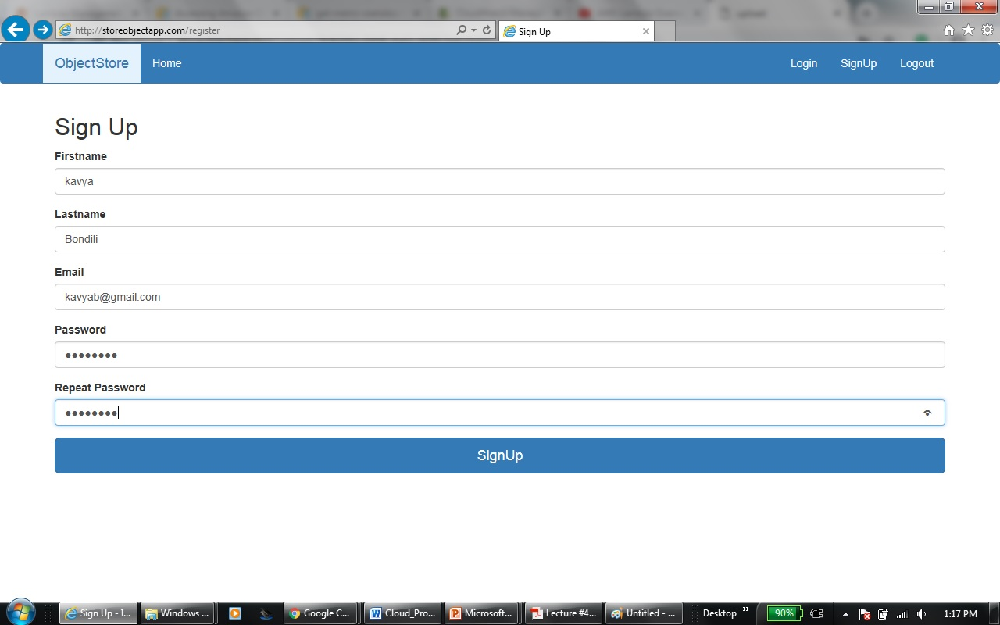 http://storeobjectapp.com/register
Sign Up
ObjectStore
Home
Login
SignUp
Logout
Sign Up
Firstname
kavya
Lastname
Bondili
Email
kavyab@gmail.com
Password
••••••••
Repeat Password
••••••••
SignUp
Sign Up - I...
Windows ...
Google C...
Cloud_Pro...
Microsoft...
Lecture #4...
Untitled - ...
Desktop
90%
1:17 PM